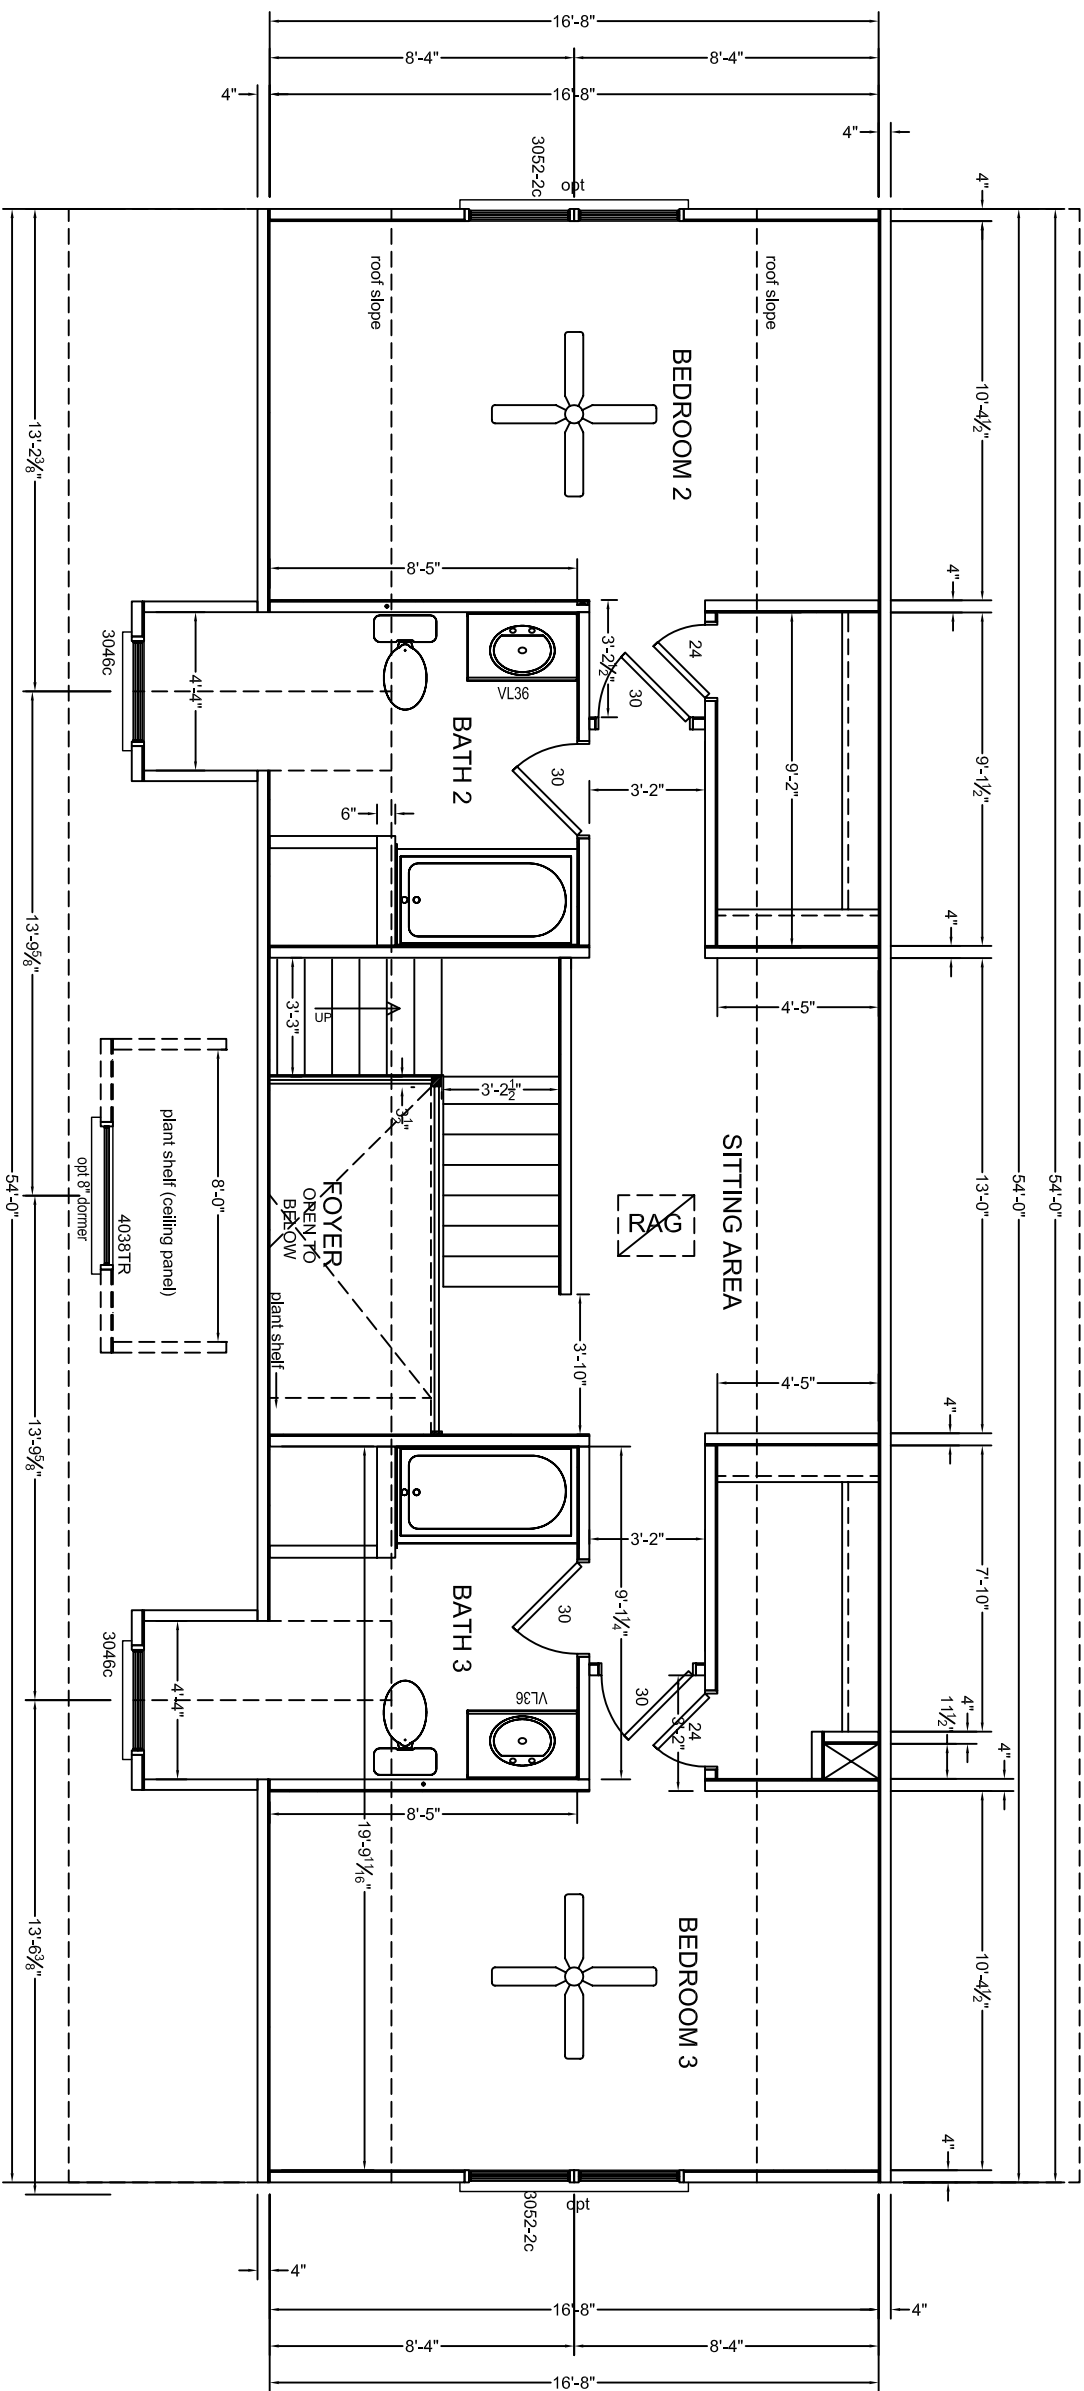 16'-8"
8'-4"
8'-4"
16'-8"
4"
4"
3052-2c
opt
4"
54'-0"
54'-0"
10'-4½"
4"
9'-1½"
4"
13'-0"
4"
7'-10"
4"
11½"
4"
10'-4½"
4"
roof slope
roof slope
BEDROOM 2
8'-5"
3'-2½"
24
30
9'-2"
3046c
4'-4"
VL36
BATH 2
30
3'-2"
6"
4'-5"
3'-3"
UP
3'-2½"
3½"
SITTING AREA
RAG
FOYER
OPEN TO
BELOW
plant shelf
plant shelf (ceiling panel)
8'-0"
4038TR
opt 8" dormer
3'-10"
4'-5"
3'-2"
9'-1¼"
30
BATH 3
VL36
30
24
3'-2"
3046c
4'-4"
8'-5"
19'-9 11/16"
BEDROOM 3
13'-2⅜"
13'-9⅝"
13'-9⅝"
13'-6⅜"
54'-0"
3052-2c
opt
4"
4"
16'-8"
8'-4"
8'-4"
16'-8"